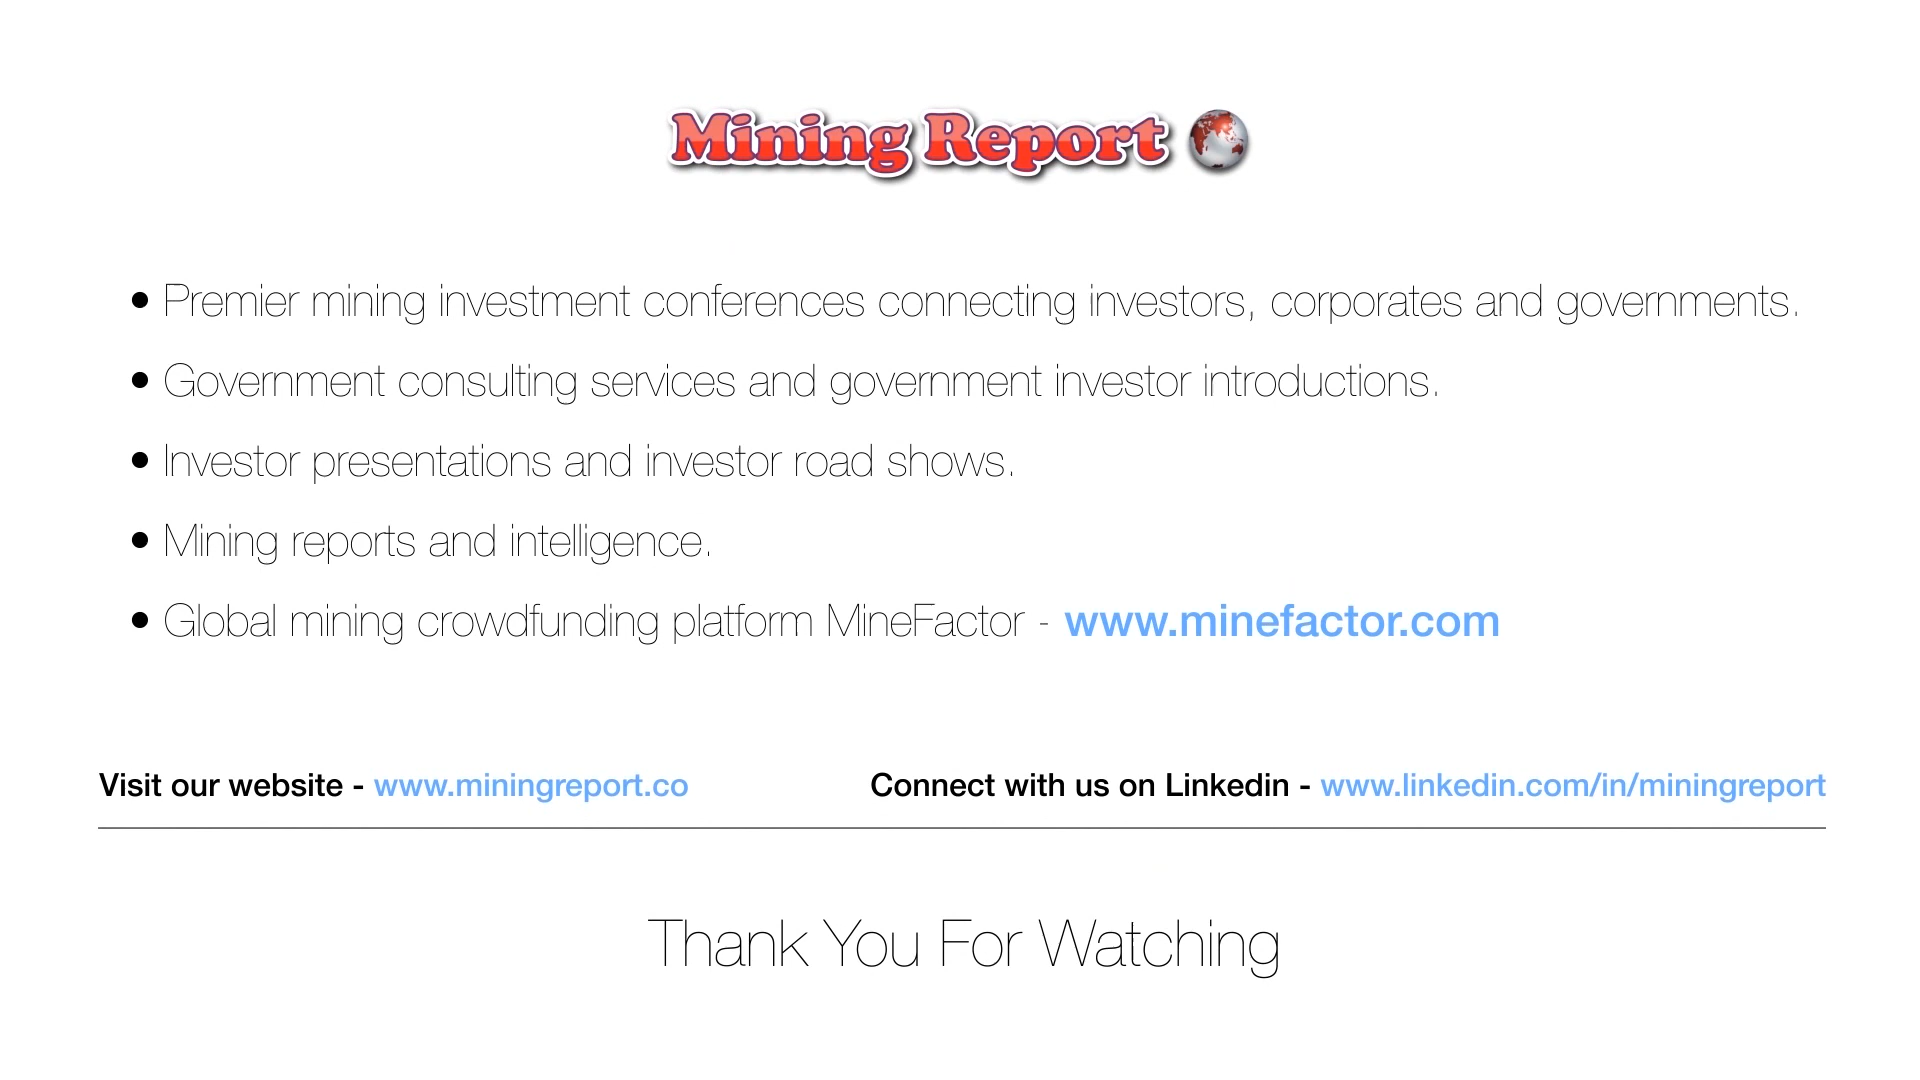 Mining Report
• Premier mining investment conferences connecting investors, corporates and governments.
• Government consulting services and government investor introductions.
• Investor presentations and investor road shows.
• Mining reports and intelligence.
• Global mining crowdfunding platform MineFactor - www.minefactor.com
Visit our website - www.miningreport.co
Connect with us on Linkedin - www.linkedin.com/in/miningreport
Thank You For Watching